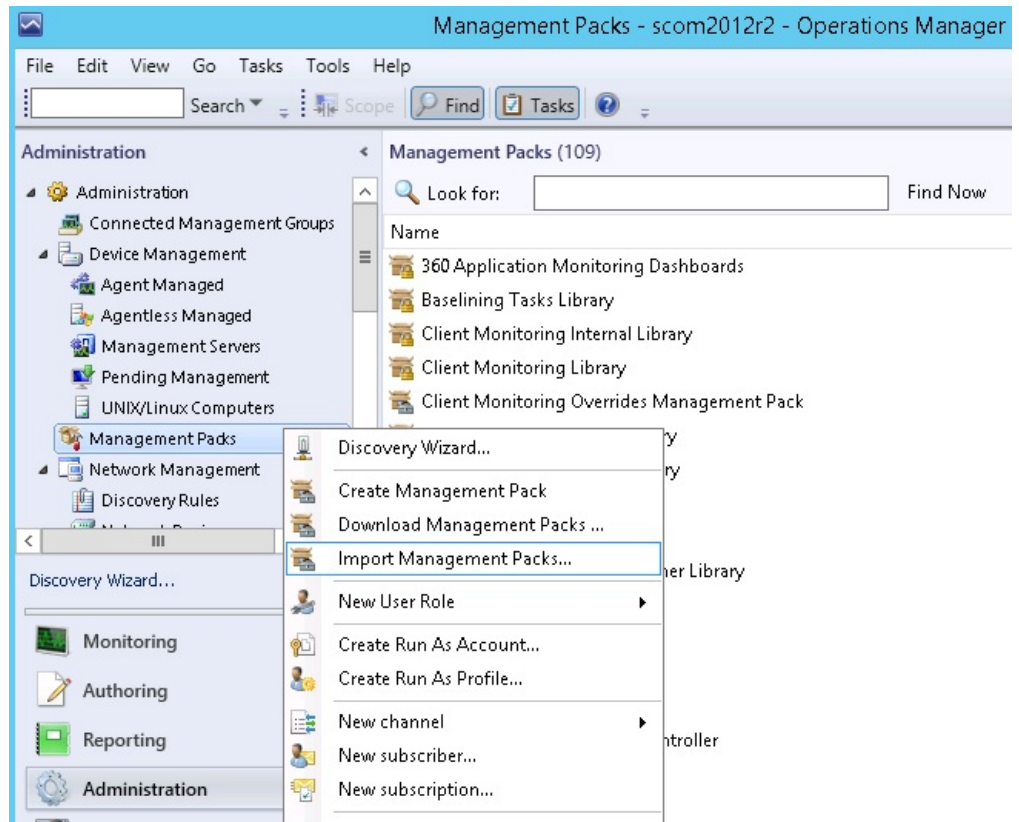 Management Packs - scom2012r2 - Operations Manager
File Edit View Go Tasks Tools Help
Search Scope Find Tasks
Administration
Administration
Connected Management Groups
Device Management
Agent Managed
Agentless Managed
Management Servers
Pending Management
UNIX/Linux Computers
Management Packs
Network Management
Discovery Rules
Discovery Wizard...
Monitoring
Authoring
Reporting
Administration
Management Packs (109)
Look for: Find Now
Name
360 Application Monitoring Dashboards
Baselining Tasks Library
Client Monitoring Internal Library
Client Monitoring Library
Client Monitoring Overrides Management Pack
ry
ry
ner Library
ntroller
Discovery Wizard...
Create Management Pack
Download Management Packs ...
Import Management Packs...
New User Role
Create Run As Account...
Create Run As Profile...
New channel
New subscriber...
New subscription...